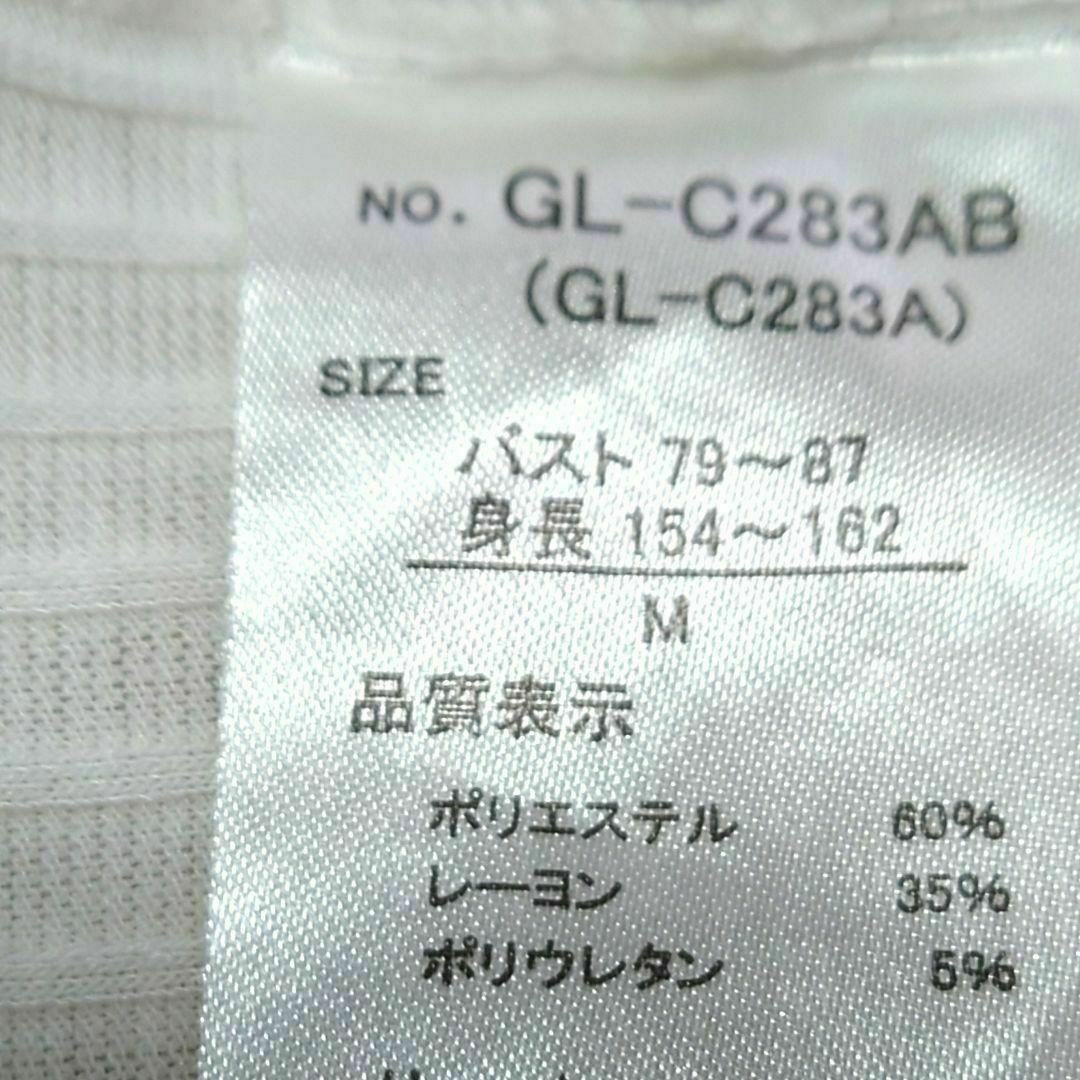 NO. GL-C283AB
(GL-C283A)
SIZE
バスト 79~87
身長 154~162
M
品質表示
ポリエステル 60%
レーヨン 35%
ポリウレタン 5%